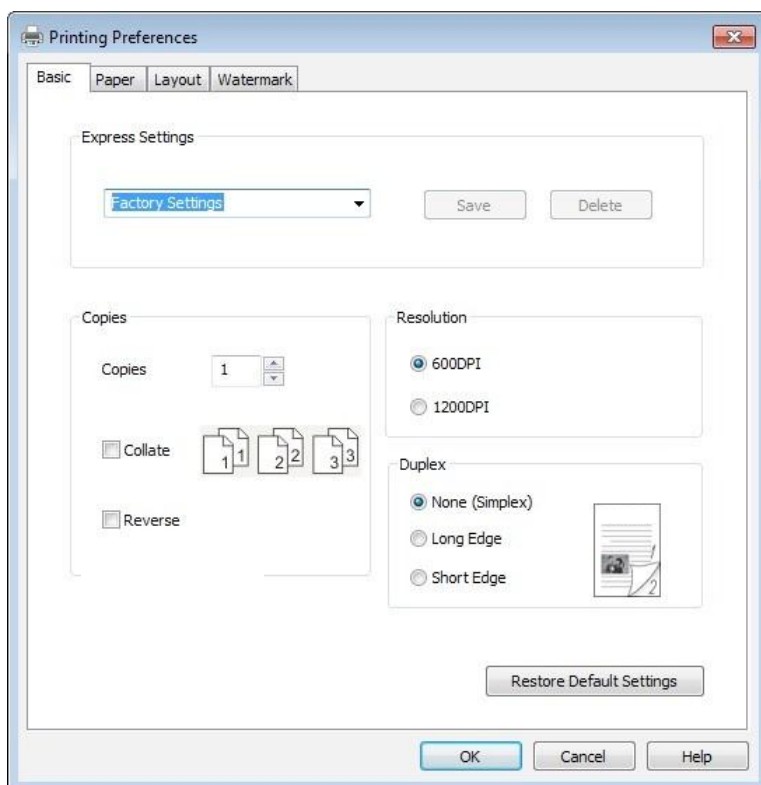 Printing Preferences
Basic Paper Layout Watermark
Express Settings
Factory Settings Save Delete
Copies
Copies 1
Collate 1 1 2 2 3 3
Reverse
Resolution
600DPI
1200DPI
Duplex
None (Simplex)
Long Edge
Short Edge
1
2
Restore Default Settings
OK Cancel Help